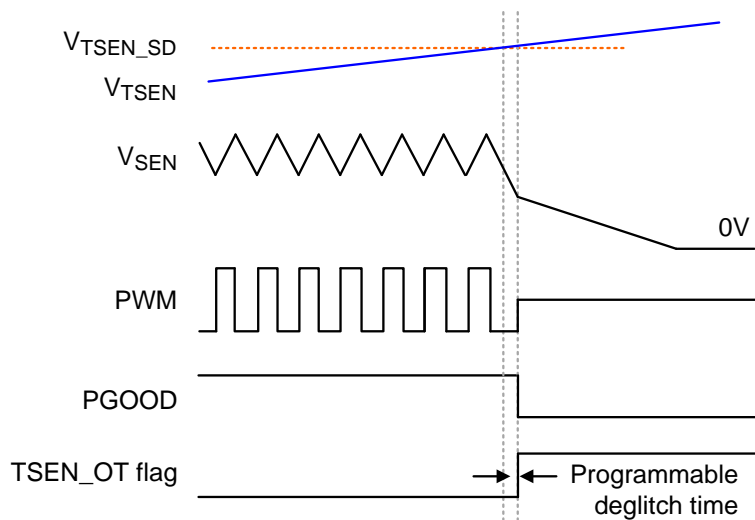 VTSEN_SD
VTSEN
VSEN
0V
PWM
PGOOD
TSEN_OT flag
Programmable
deglitch time